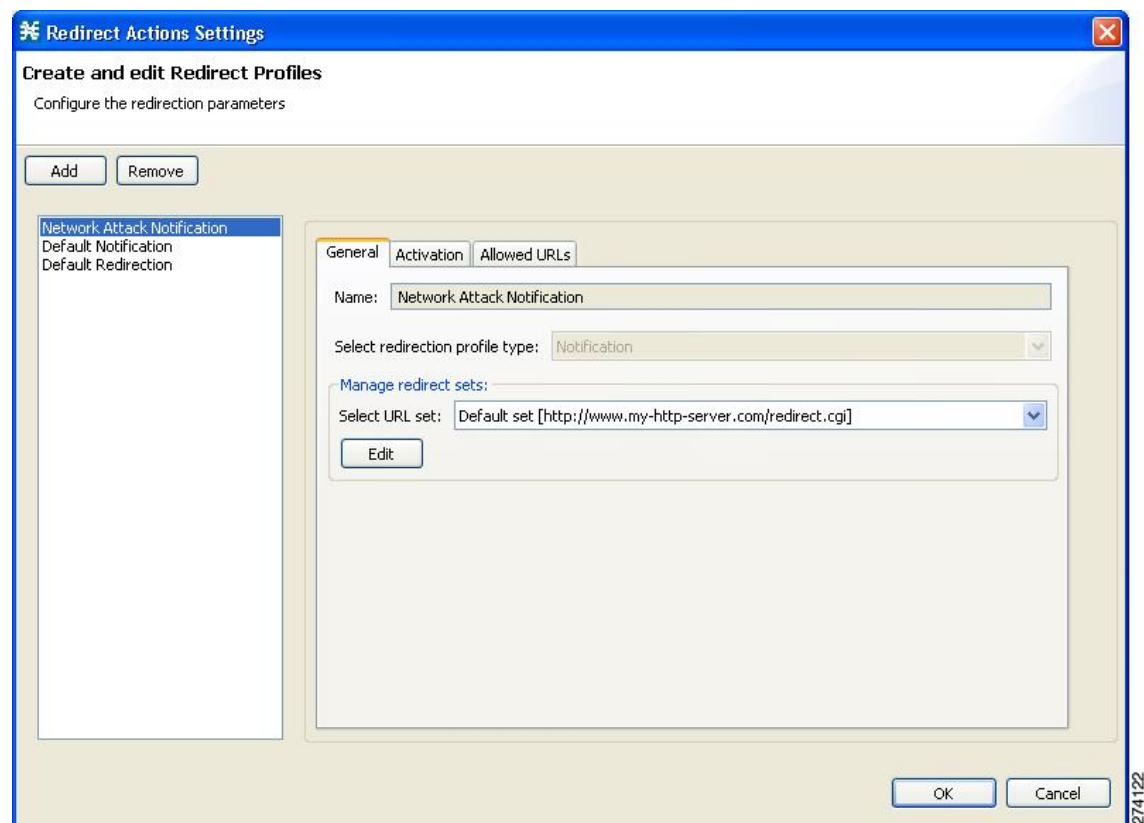 Redirect Actions Settings
Create and edit Redirect Profiles
Configure the redirection parameters
Add
Remove
Network Attack Notification
Default Notification
Default Redirection
General
Activation
Allowed URLs
Name:
Network Attack Notification
Select redirection profile type:
Notification
Manage redirect sets:
Select URL set:
Default set [http://www.my-http-server.com/redirect.cgi]
Edit
OK
Cancel
274122